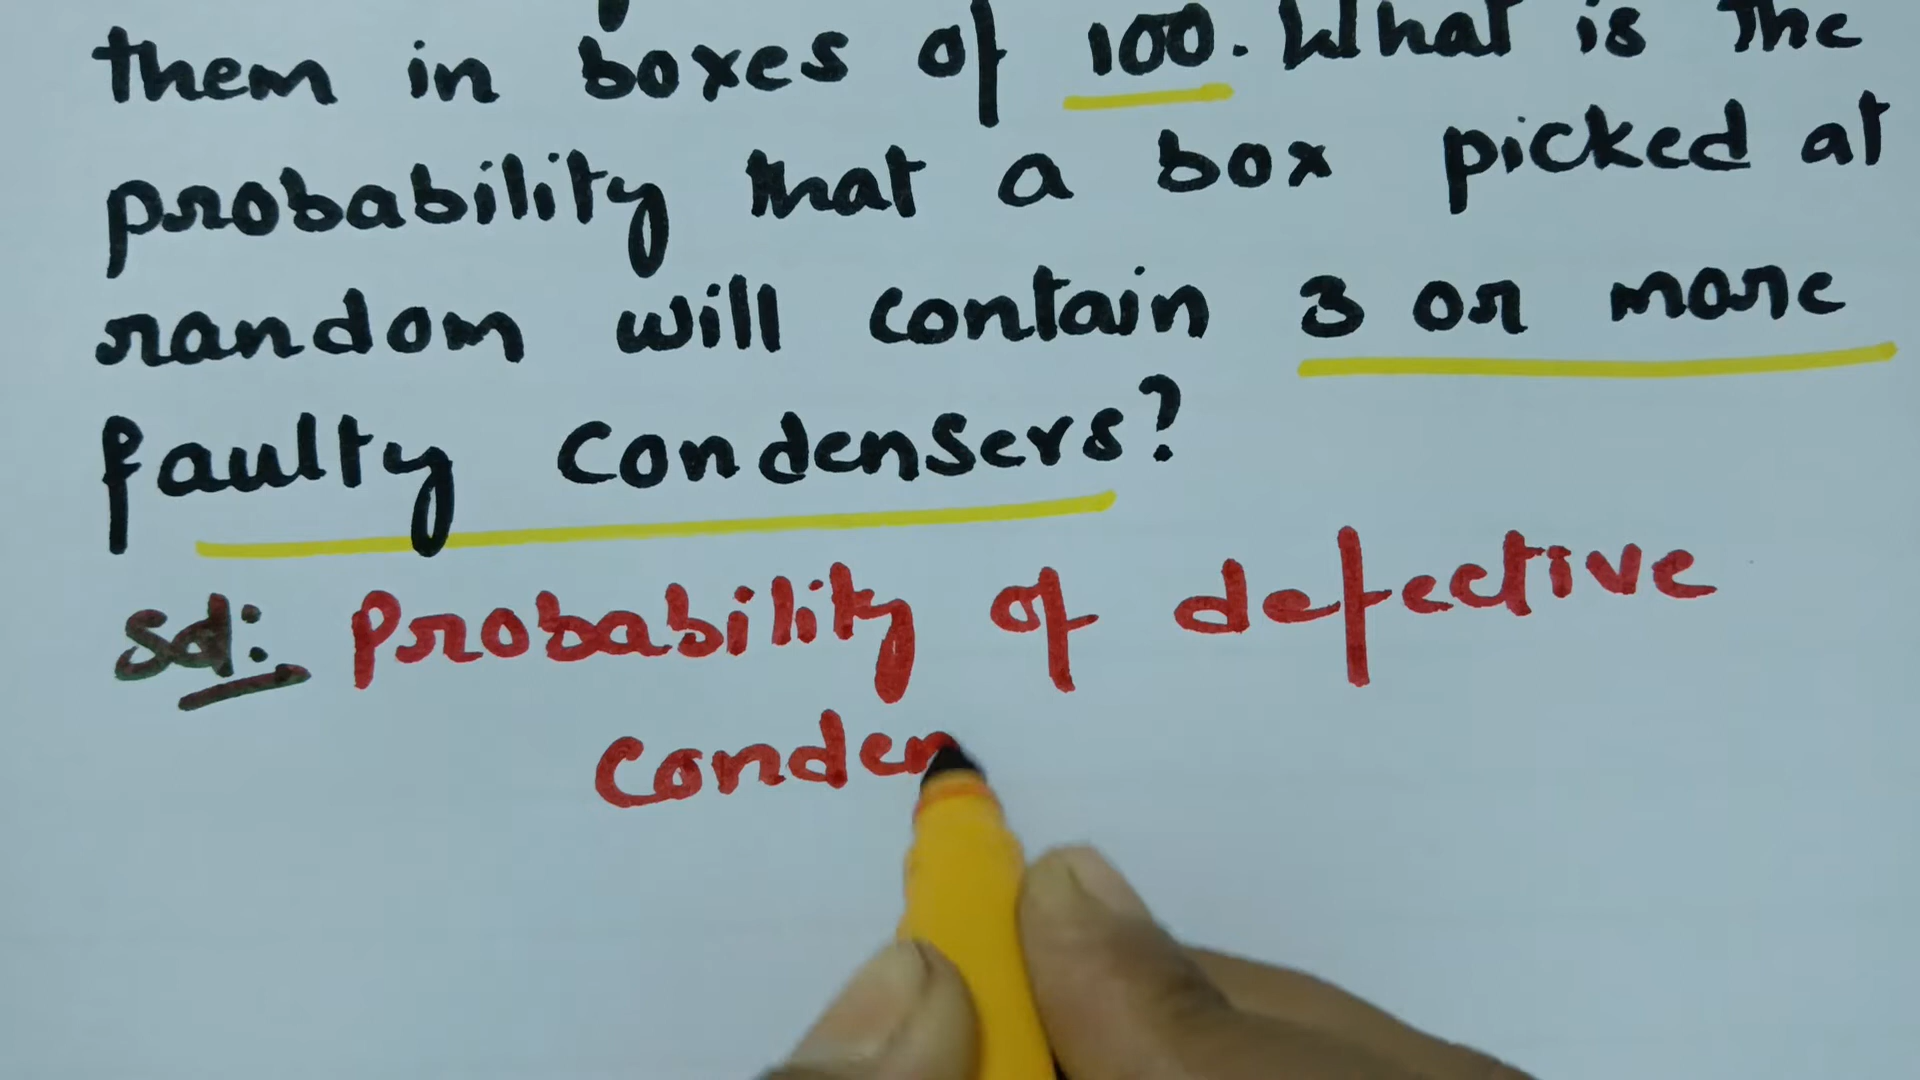 them in boxes of 100. What is the
probability that a box picked at
random will contain 3 or more
faulty condensers?
Sol: Probability of defective
conden